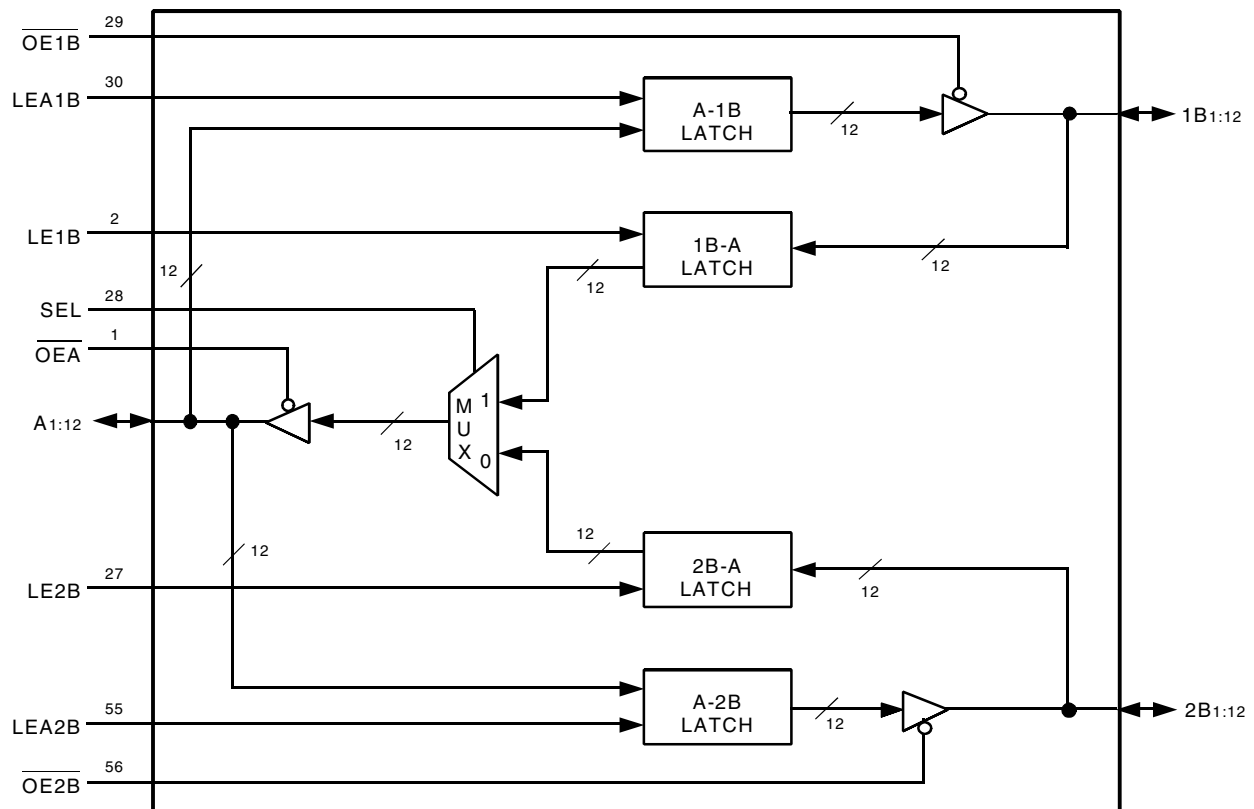 29
OE1B
30
LEA1B
A-1B
LATCH
12
1B1:12
2
LE1B
1B-A
LATCH
12
12
12
SEL
28
OEA
1
A1:12
12
MUX
1
0
12
12
LE2B
27
2B-A
LATCH
12
A-2B
LATCH
12
LEA2B
55
2B1:12
OE2B
56